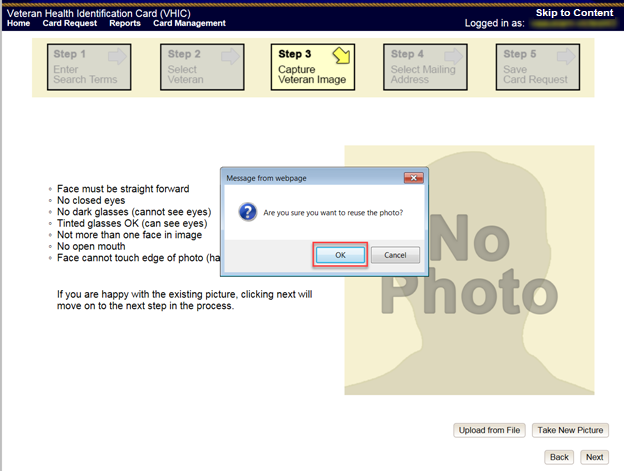 Veteran Health Identification Card (VHIC)
Skip to Content
Home Card Request Reports Card Management
Logged in as:
Step 1
Enter
Search Terms
Step 2
Select
Veteran
Step 3
Capture
Veteran Image
Step 4
Select Mailing
Address
Step 5
Save
Card Request
Face must be straight forward
No closed eyes
No dark glasses (cannot see eyes)
Tinted glasses OK (can see eyes)
Not more than one face in image
No open mouth
Face cannot touch edge of photo (ha
If you are happy with the existing picture, clicking next will
move on to the next step in the process.
Message from webpage
Are you sure you want to reuse the photo?
OK Cancel
No
Photo
Upload from File Take New Picture
Back Next